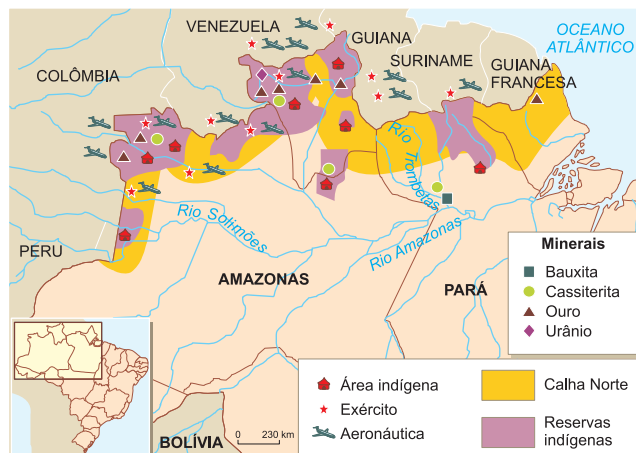 VENEZUELA
GUIANA
OCEANO
ATLÂNTICO
SURINAME
GUIANA
FRANCESA
COLÔMBIA
Rio
Trombetas
Rio Solimões
Rio Amazonas
PERU
AMAZONAS
PARÁ
BOLÍVIA
0 230 km
Minerais
Bauxita
Cassiterita
Ouro
Urânio
Área indígena
Exército
Aeronáutica
Calha Norte
Reservas
indígenas